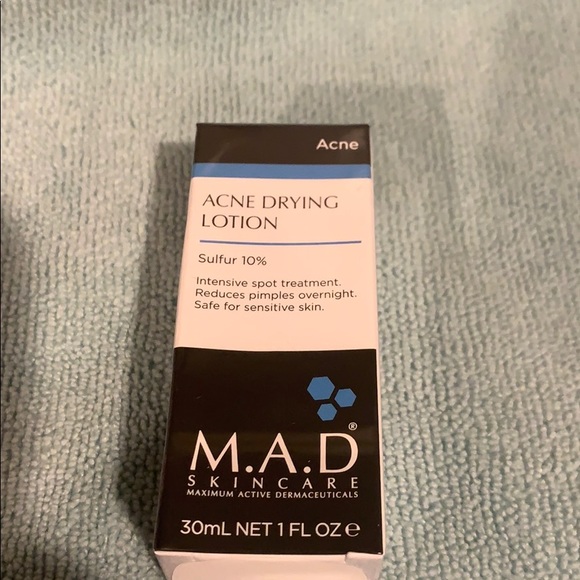 Acne
ACNE DRYING
LOTION
Sulfur 10%
Intensive spot treatment.
Reduces pimples overnight.
Safe for sensitive skin.
M.A.D®
SKINCARE
MAXIMUM ACTIVE DERMACEUTICALS
30mL NET 1 FL OZ ℮